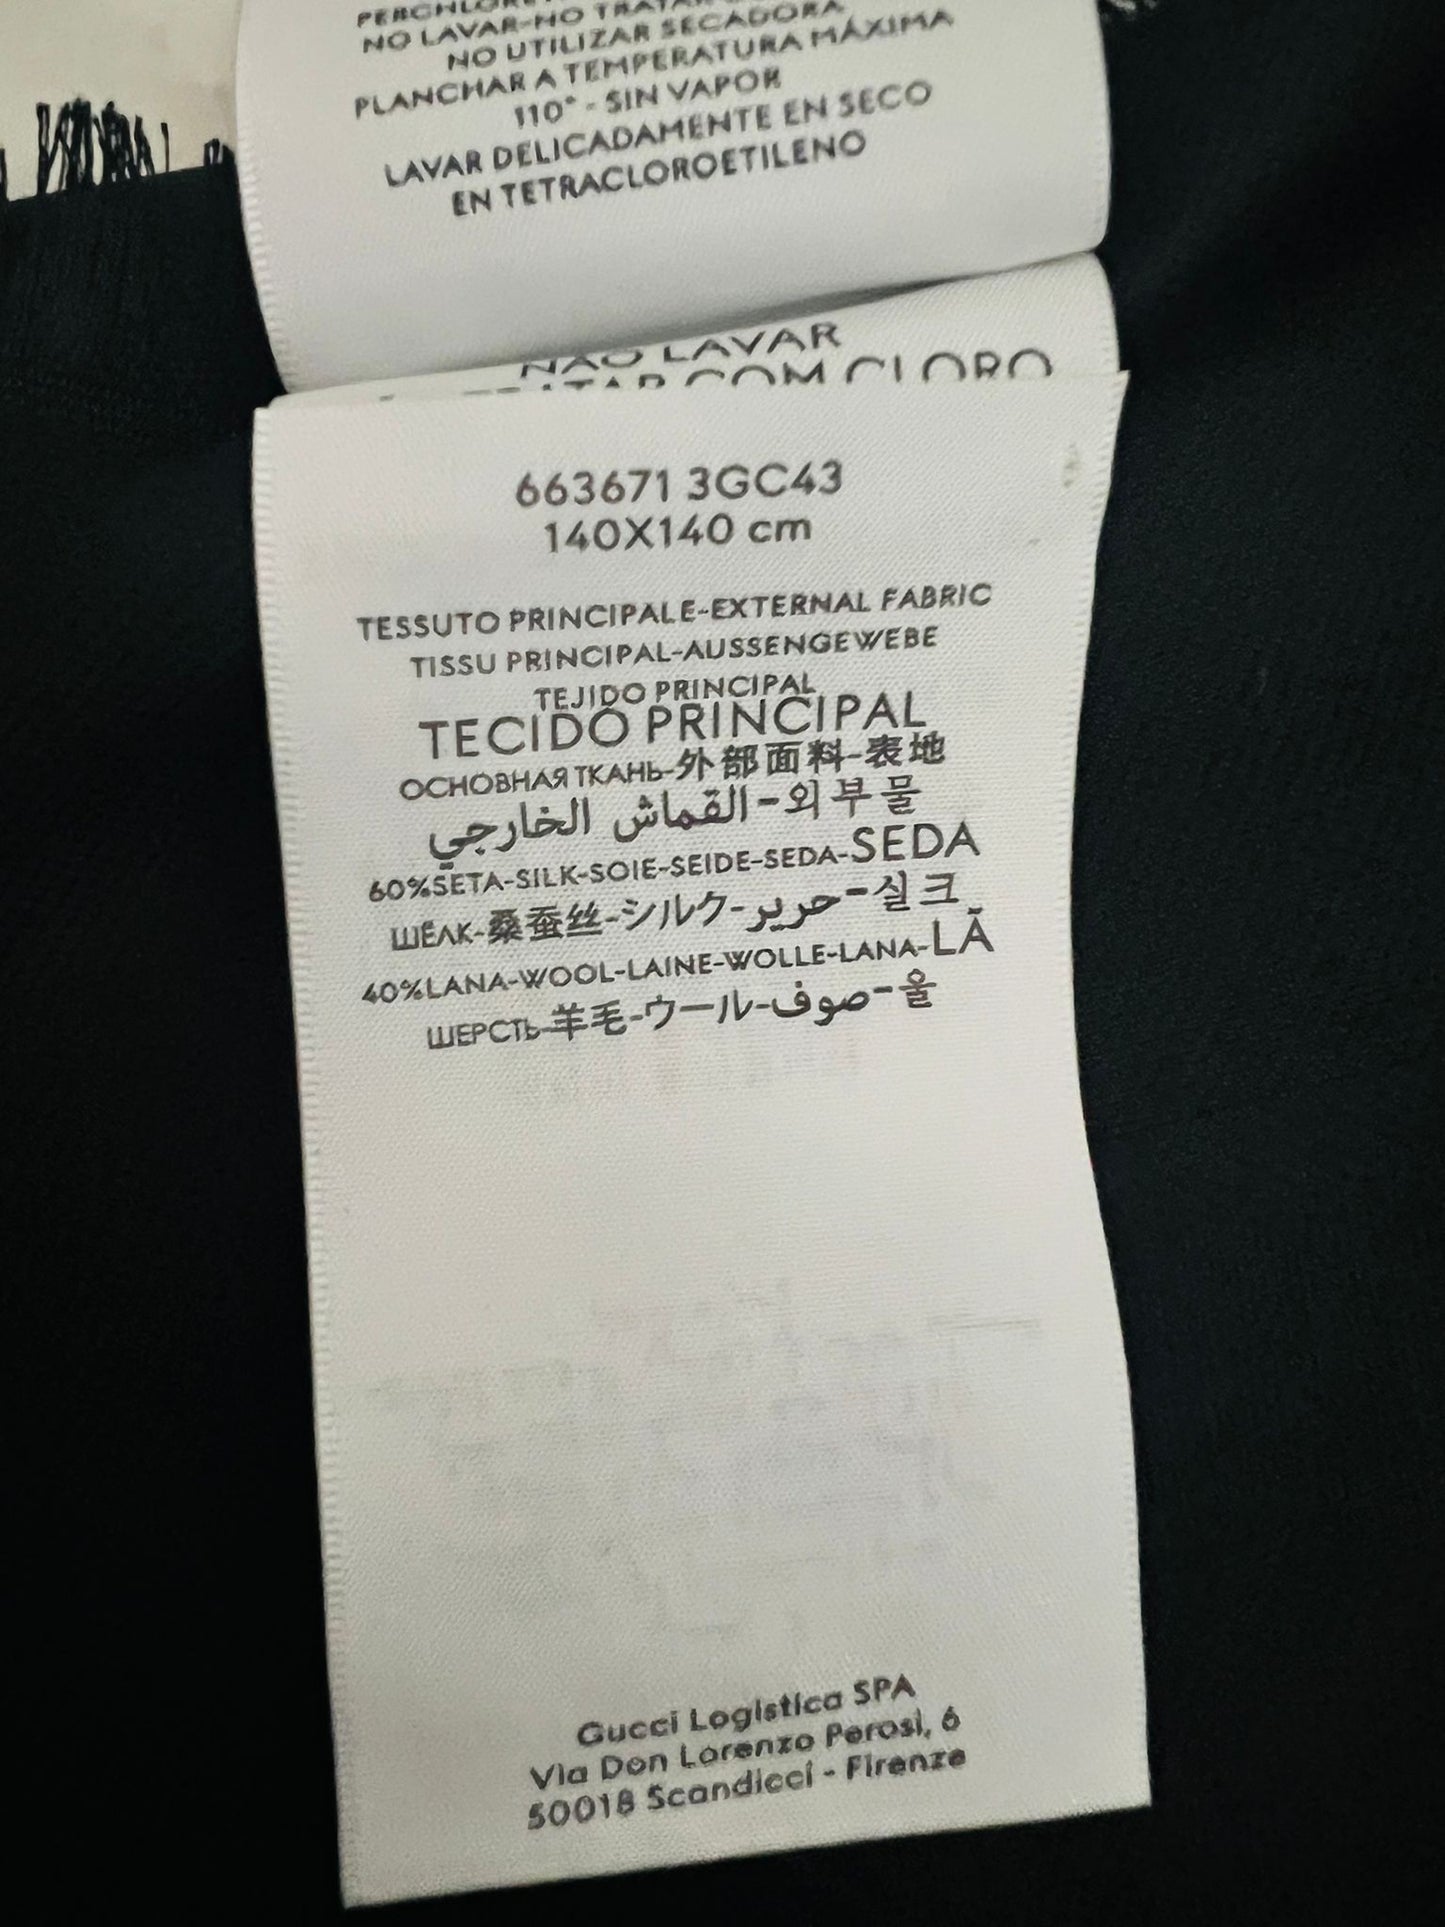 NO LAVAR-NO TRATAR
NO UTILIZAR SECADORA
PLANCHAR A TEMPERATURA MÁXIMA
110° - SIN VAPOR
LAVAR DELICADAMENTE EN SECO
EN TETRACLOROETILENO
NÃO LAVAR
TRATAR COM CLORO
663671 3GC43
140X140 cm
TESSUTO PRINCIPALE-EXTERNAL FABRIC
TISSU PRINCIPAL-AUSSENGEWEBE
TEJIDO PRINCIPAL
TECIDO PRINCIPAL
ОСНОВНАЯ ТКАНЬ-外部面料-表地
القماش الخارجي-외부물
60%SETA-SILK-SOIE-SEIDE-SEDA-SEDA
ШЁЛК-桑蚕丝-シルク-حرير-실크
40%LANA-WOOL-LAINE-WOLLE-LANA-LÃ
ШЕРСТЬ-羊毛-ウール-صوف-울
Gucci Logistica SPA
Via Don Lorenzo Perosi, 6
50018 Scandicci - Firenze